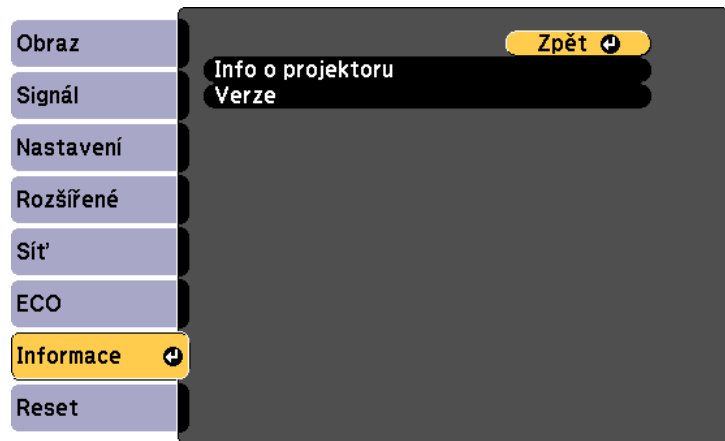 Obraz
Signál
Nastavení
Rozšířené
Síť
ECO
Informace
Reset
Zpět
Info o projektoru
Verze